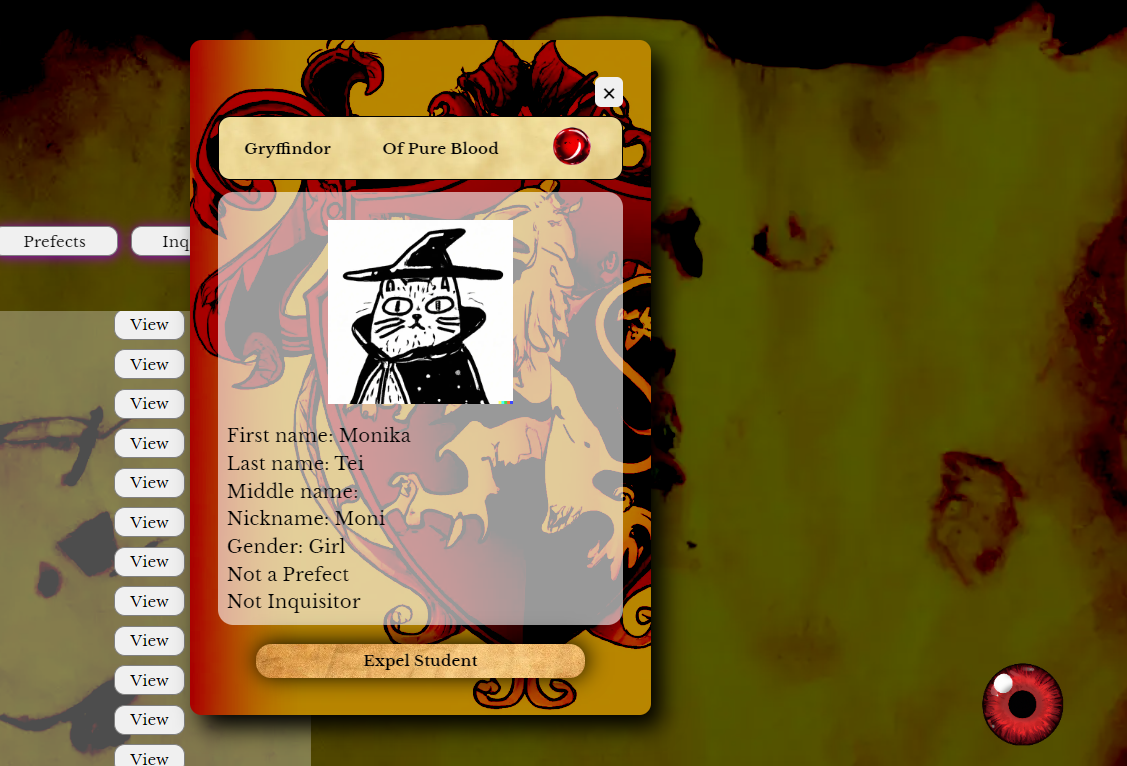 ×
Gryffindor Of Pure Blood
Prefects Inq
View
View
View
View
View
View
View
View
View
View
View
View
First name: Monika
Last name: Tei
Middle name:
Nickname: Moni
Gender: Girl
Not a Prefect
Not Inquisitor
Expel Student